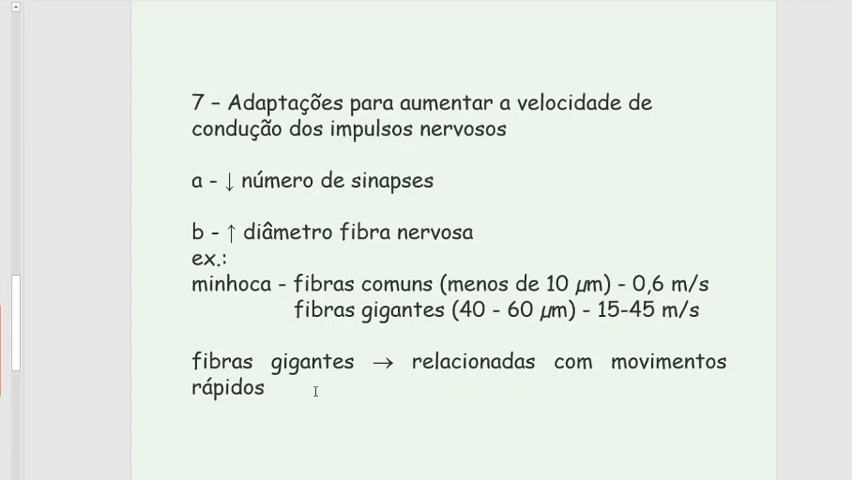 7 – Adaptações para aumentar a velocidade de
condução dos impulsos nervosos
a - ↓ número de sinapses
b - ↑ diâmetro fibra nervosa
ex.:
minhoca - fibras comuns (menos de 10 µm) - 0,6 m/s
fibras gigantes (40 - 60 µm) - 15-45 m/s
fibras gigantes → relacionadas com movimentos
rápidos